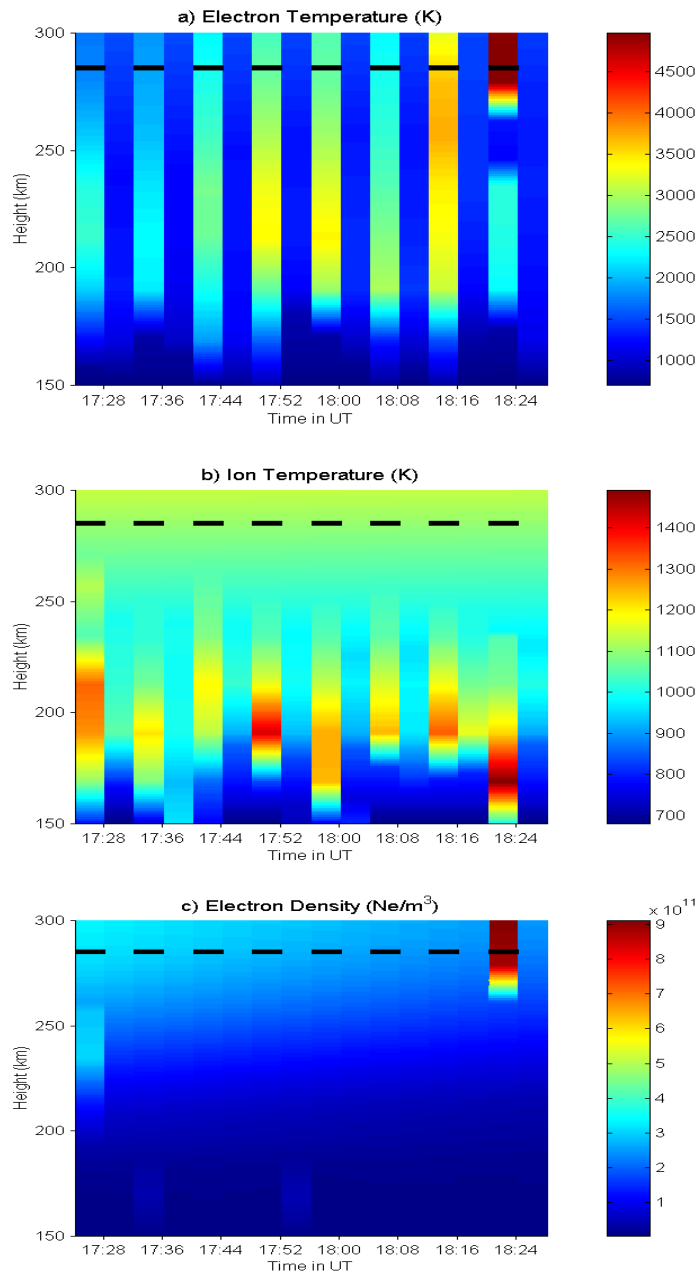 a) Electron Temperature (K)
300
250
200
150
Height (km)
17:28 17:36 17:44 17:52 18:00 18:08 18:16 18:24
Time in UT
4500
4000
3500
3000
2500
2000
1500
1000
b) Ion Temperature (K)
300
250
200
150
Height (km)
17:28 17:36 17:44 17:52 18:00 18:08 18:16 18:24
Time in UT
1400
1300
1200
1100
1000
900
800
700
c) Electron Density (Ne/m³)
300
250
200
150
Height (km)
17:28 17:36 17:44 17:52 18:00 18:08 18:16 18:24
Time in UT
x 10¹¹
9
8
7
6
5
4
3
2
1